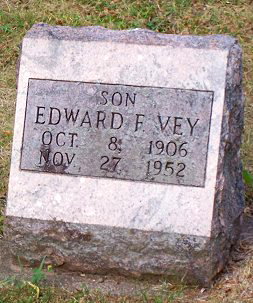 SON
EDWARD F. VEY
OCT. 8, 1906
NOV. 27, 1952